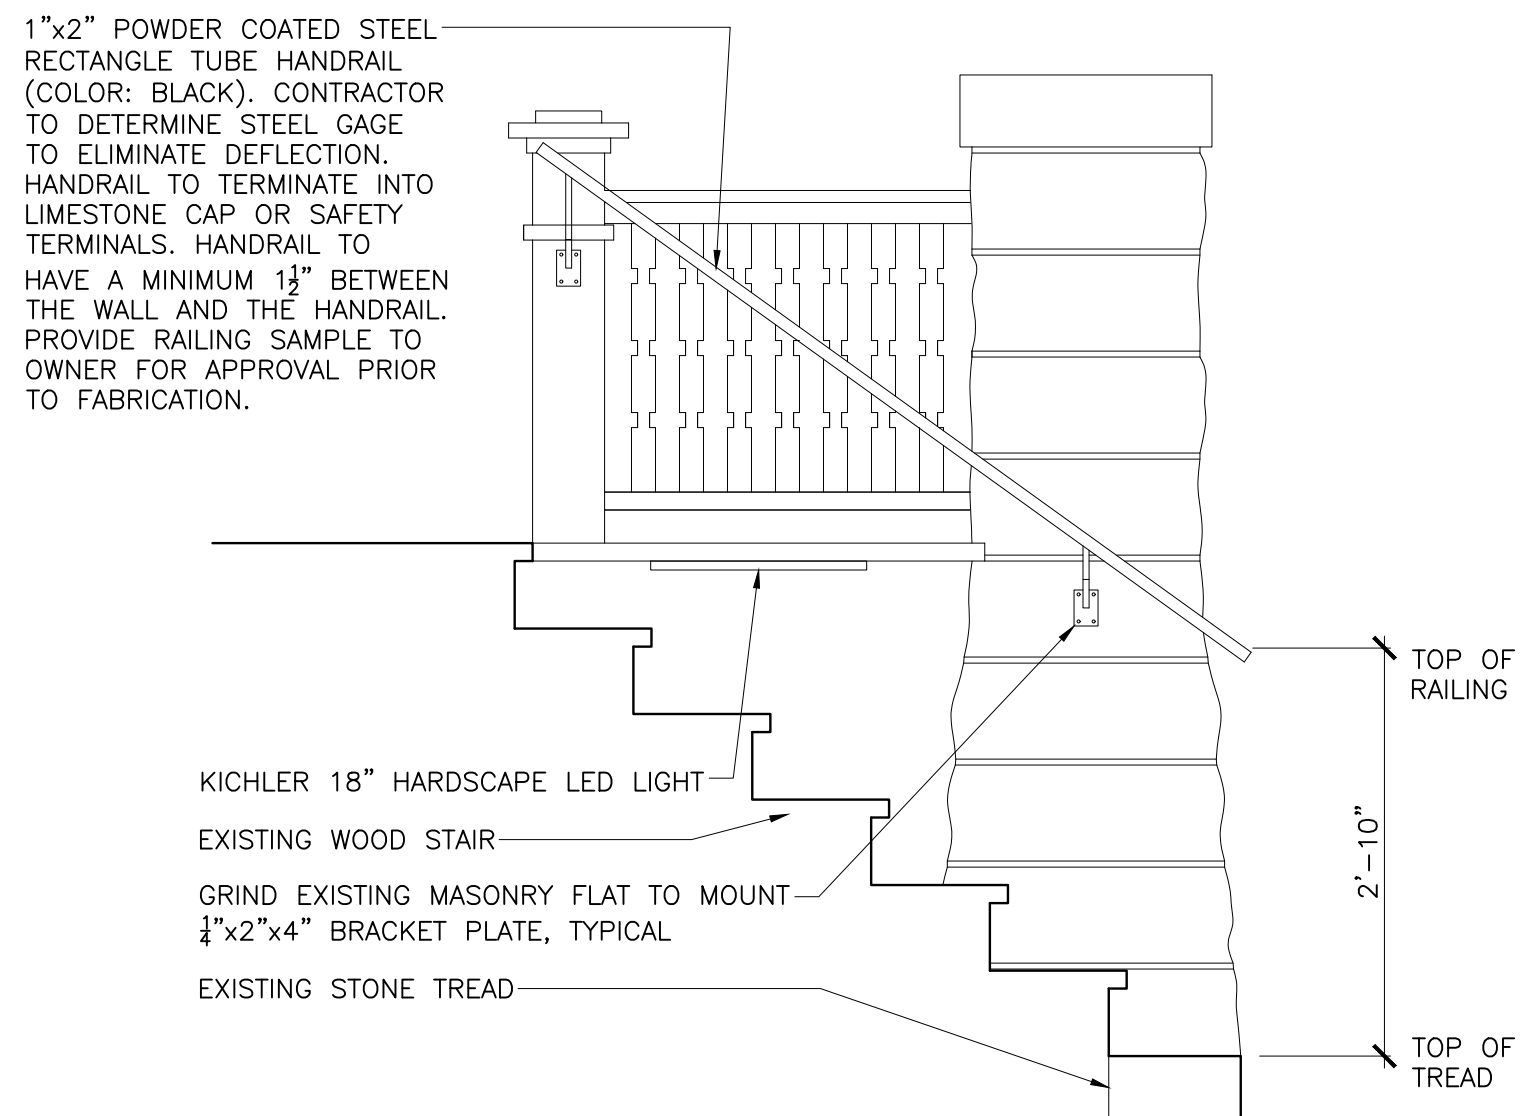 1”x2” POWDER COATED STEEL
RECTANGLE TUBE HANDRAIL
(COLOR: BLACK). CONTRACTOR
TO DETERMINE STEEL GAGE
TO ELIMINATE DEFLECTION.
HANDRAIL TO TERMINATE INTO
LIMESTONE CAP OR SAFETY
TERMINALS. HANDRAIL TO
HAVE A MINIMUM 1½” BETWEEN
THE WALL AND THE HANDRAIL.
PROVIDE RAILING SAMPLE TO
OWNER FOR APPROVAL PRIOR
TO FABRICATION.
KICHLER 18” HARDSCAPE LED LIGHT
EXISTING WOOD STAIR
GRIND EXISTING MASONRY FLAT TO MOUNT
¼”x2”x4” BRACKET PLATE, TYPICAL
EXISTING STONE TREAD
TOP OF
RAILING
2’–10”
TOP OF
TREAD